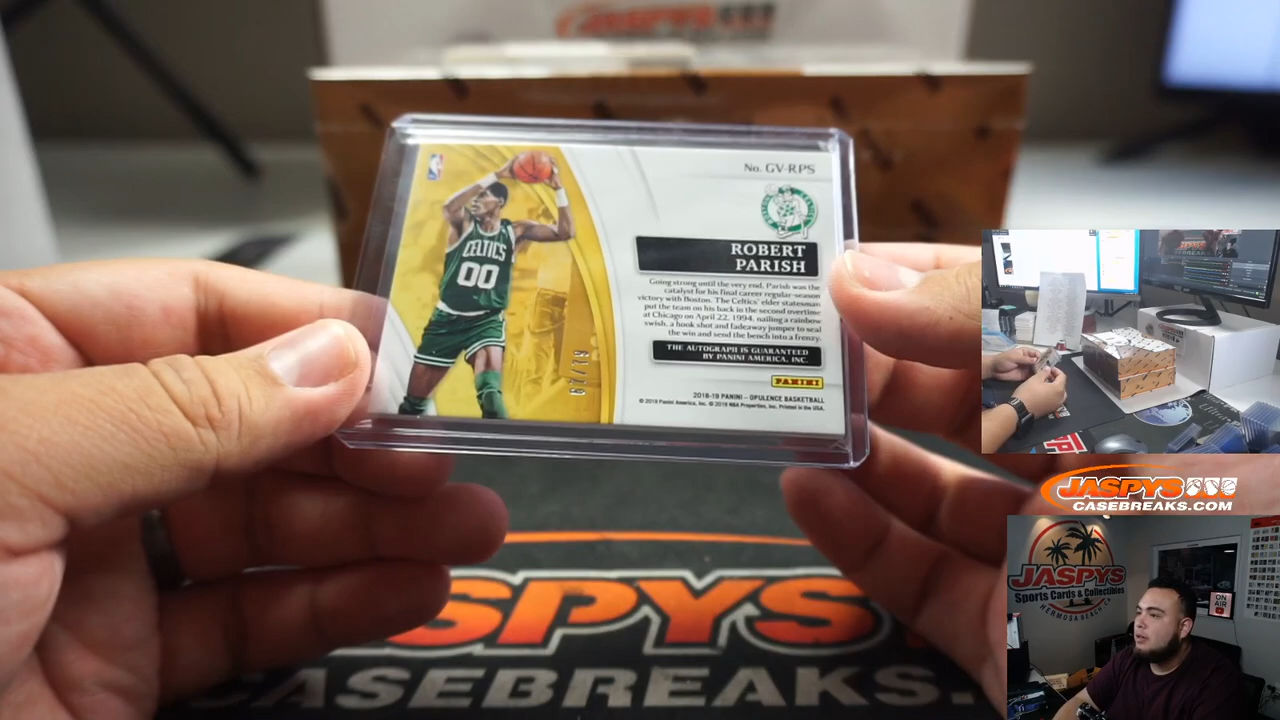 No. GV-RPS
ROBERT
PARISH
Going strong until the very end, Parish was the
catalyst for his final career regular-season
victory with Boston. The Celtics' elder statesman
put the team on his back in the second overtime
at Chicago on April 22, 1994, nailing a rainbow
swish, a hook shot and fadeaway jumper to seal
the win and send the bench into a frenzy.
THE AUTOGRAPH IS GUARANTEED
BY PANINI AMERICA, INC.
PANINI
2018-19 PANINI – OPULENCE BASKETBALL
© 2019 Panini America, Inc. © 2019 NBA Properties, Inc. Printed in the USA.
CELTICS
00
JASPYS
CASEBREAKS.COM
JASPYS
Sports Cards & Collectibles
HERMOSA BEACH, CA
ON
AIR
SPYS
CASEBREAKS.